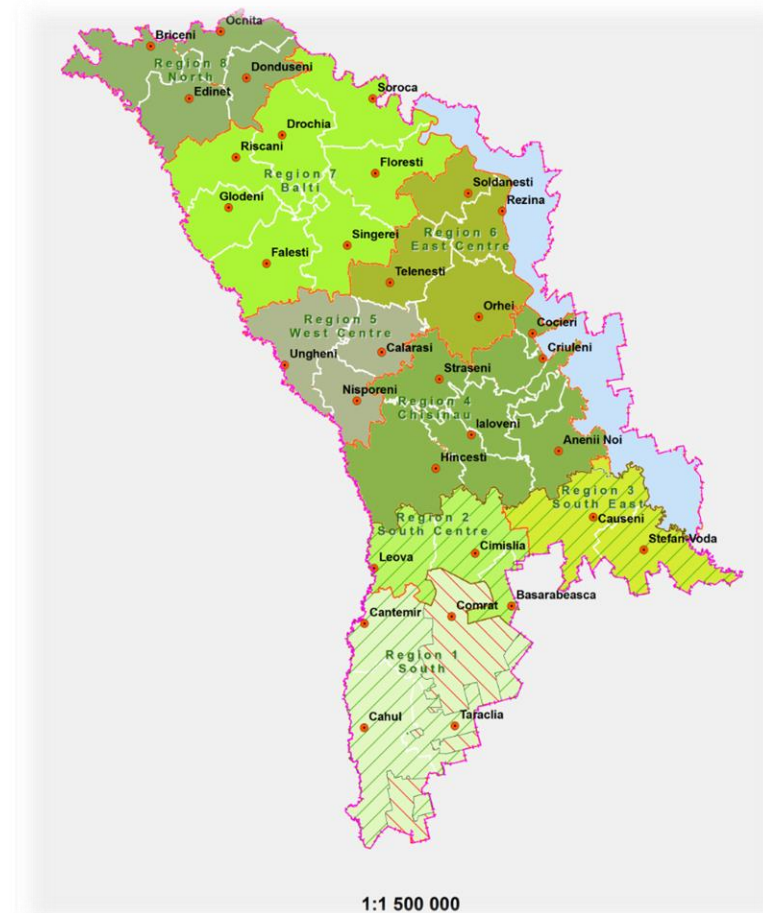 Ocnita
Briceni
Region 8
North
Donduseni
Edinet
Soroca
Drochia
Riscani
Floresti
Region 7
Balti
Soldanesti
Rezina
Glodeni
Region 6
East Centre
Singerei
Falesti
Telenesti
Orhei
Region 5
West Centre
Cocieri
Calarasi
Criuleni
Ungheni
Straseni
Nisporeni
Region 4
Chisinau
Ialoveni
Anenii Noi
Hincesti
Region 3
South East
Region 2
South Centre
Causeni
Stefan-Voda
Cimislia
Leova
Basarabeasca
Cantemir
Comrat
Region 1
South
Cahul
Taraclia
1:1 500 000